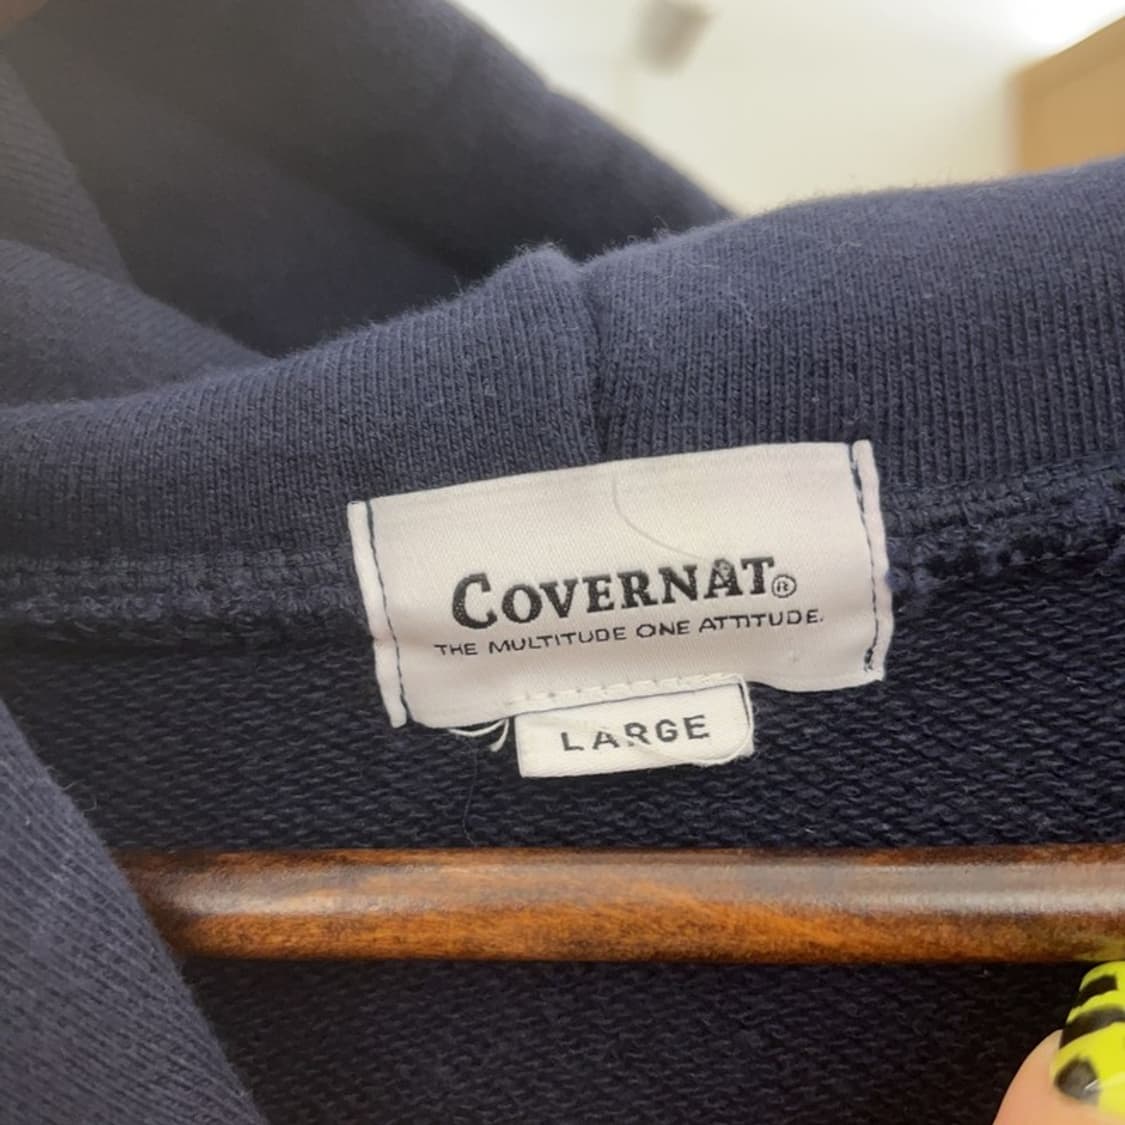 COVERNAT®
THE MULTITUDE ONE ATTITUDE.
LARGE